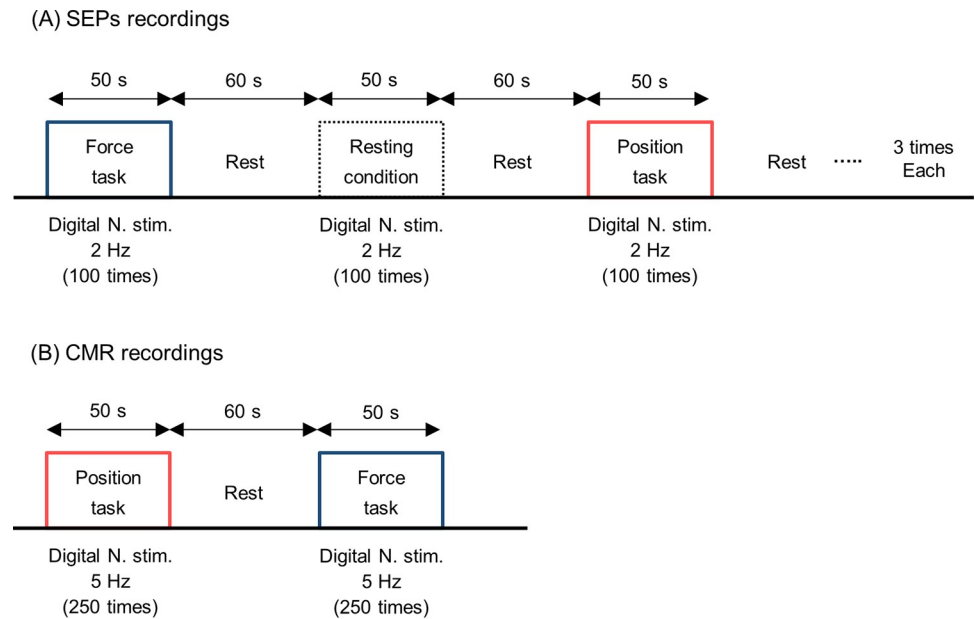 (A) SEPs recordings
50 s 60 s 50 s 60 s 50 s
Force task
Rest
Resting condition
Rest
Position task
Rest ····· 3 times Each
Digital N. stim.
2 Hz
(100 times)
Digital N. stim.
2 Hz
(100 times)
Digital N. stim.
2 Hz
(100 times)
(B) CMR recordings
50 s 60 s 50 s
Position task
Rest
Force task
Digital N. stim.
5 Hz
(250 times)
Digital N. stim.
5 Hz
(250 times)